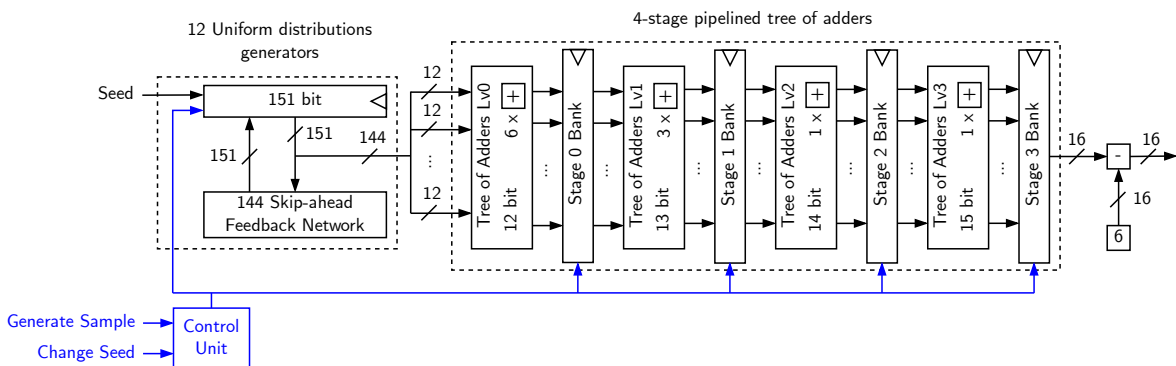 4-stage pipelined tree of adders
12 Uniform distributions
generators
Seed
151 bit
151
151
144
144 Skip-ahead
Feedback Network
12
12
...
12
Tree of Adders Lv0
6 x +
12 bit
...
Stage 0 Bank
...
Tree of Adders Lv1
3 x +
13 bit
...
Stage 1 Bank
...
Tree of Adders Lv2
1 x +
14 bit
...
Stage 2 Bank
...
Tree of Adders Lv3
1 x +
15 bit
...
Stage 3 Bank
16
-
16
16
6
Generate Sample
Change Seed
Control
Unit